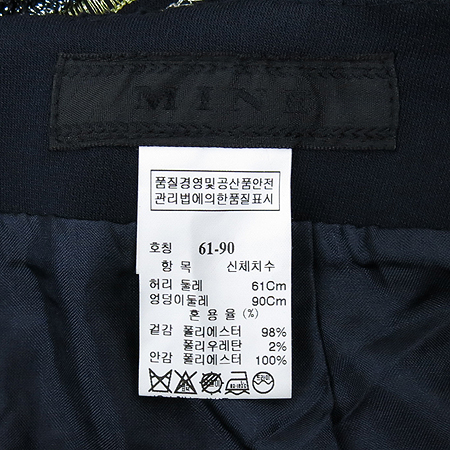 MINE
품질경영및공산품안전
관리법에의한품질표시
호칭 61-90
항 목 신체치수
허리 둘레 61Cm
엉덩이둘레 90Cm
혼 용 율 (%)
겉감 폴리에스터 98%
폴리우레탄 2%
안감 폴리에스터 100%